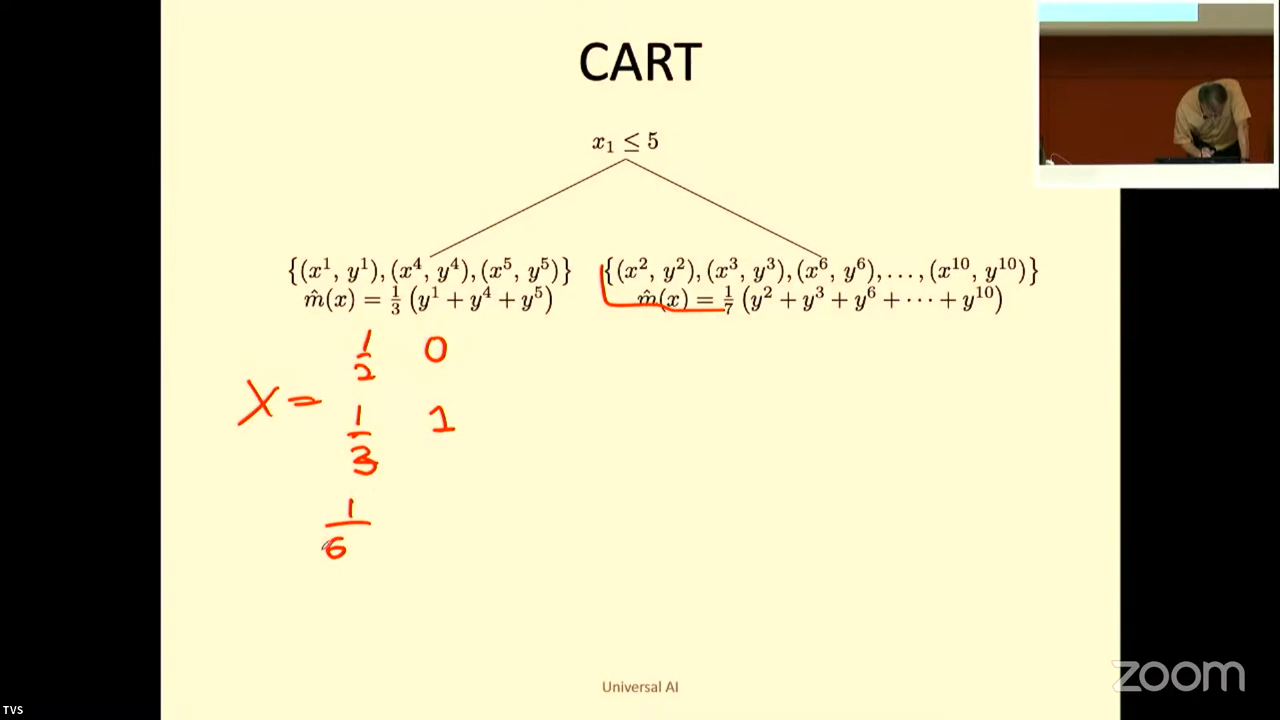 CART
x₁ ≤ 5
{(x¹, y¹), (x⁴, y⁴), (x⁵, y⁵)} {(x², y²), (x³, y³), (x⁶, y⁶), …, (x¹⁰, y¹⁰)}
m̂(x) = 1/3 (y¹ + y⁴ + y⁵) m̂(x) = 1/7 (y² + y³ + y⁶ + ⋯ + y¹⁰)
1/2 0
X =
1/3 1
1/6
Universal AI
zoom
TVS